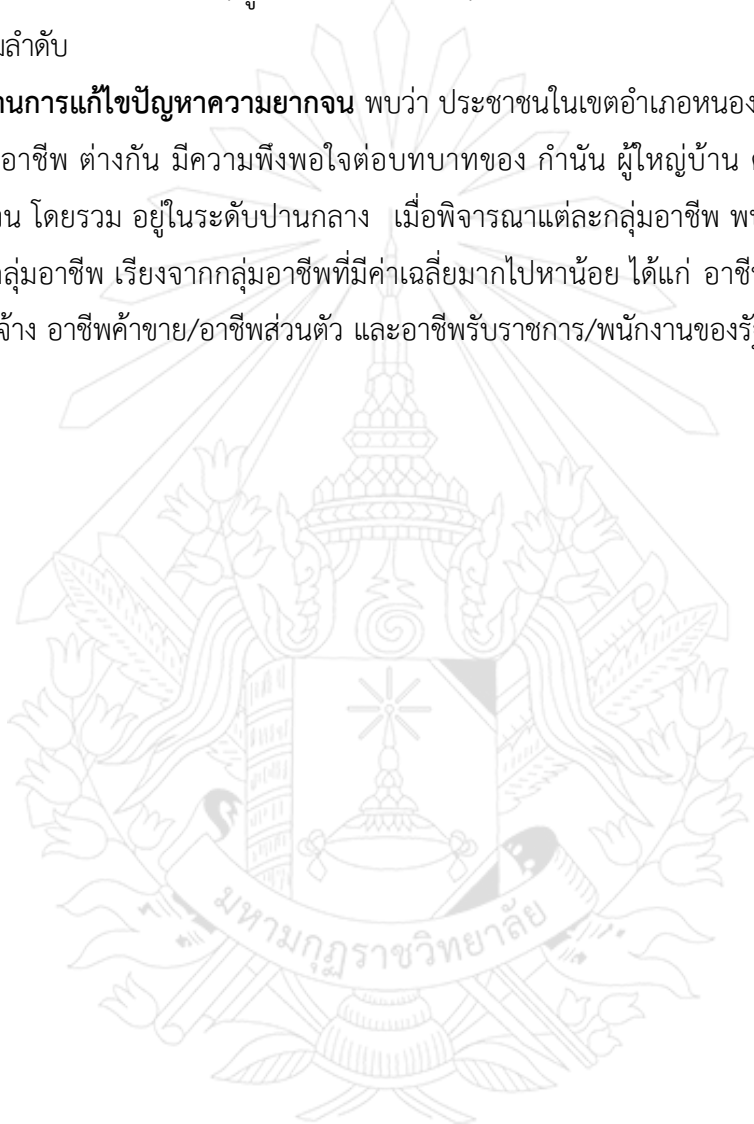 มลำดับ
านการแก้ไขปัญหาความยากจน พบว่า ประชาชนในเขตอำเภอหนอง
อาชีพ ต่างกัน มีความพึงพอใจต่อบทบาทของ กำนัน ผู้ใหญ่บ้าน
น โดยรวม อยู่ในระดับปานกลาง เมื่อพิจารณาแต่ละกลุ่มอาชีพ
ลุ่มอาชีพ เรียงจากกลุ่มอาชีพที่มีค่าเฉลี่ยมากไปหาน้อย ได้แก่
จ้าง อาชีพค้าขาย/อาชีพส่วนตัว และอาชีพรับราชการ/พนักงานของรัฐ
มหามกุฏราชวิทยาลัย